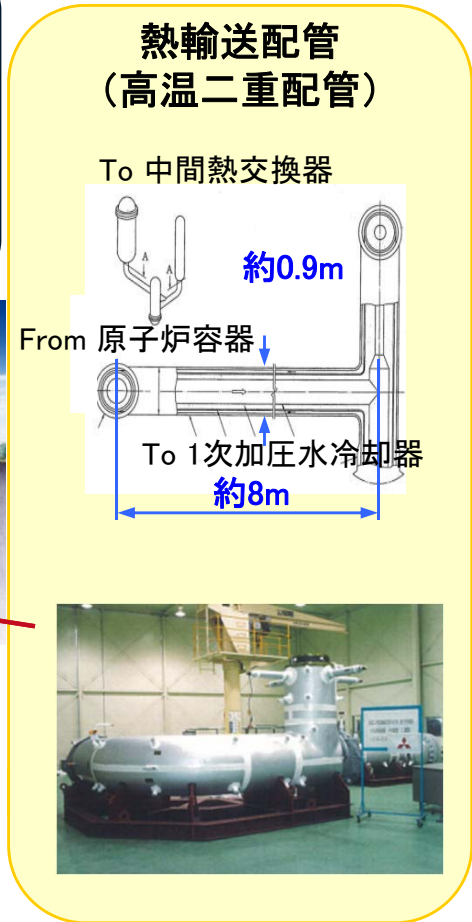 熱輸送配管
（高温二重配管）
To 中間熱交換器
A
A
約0.9m
From 原子炉容器
To 1次加圧水冷却器
約8m